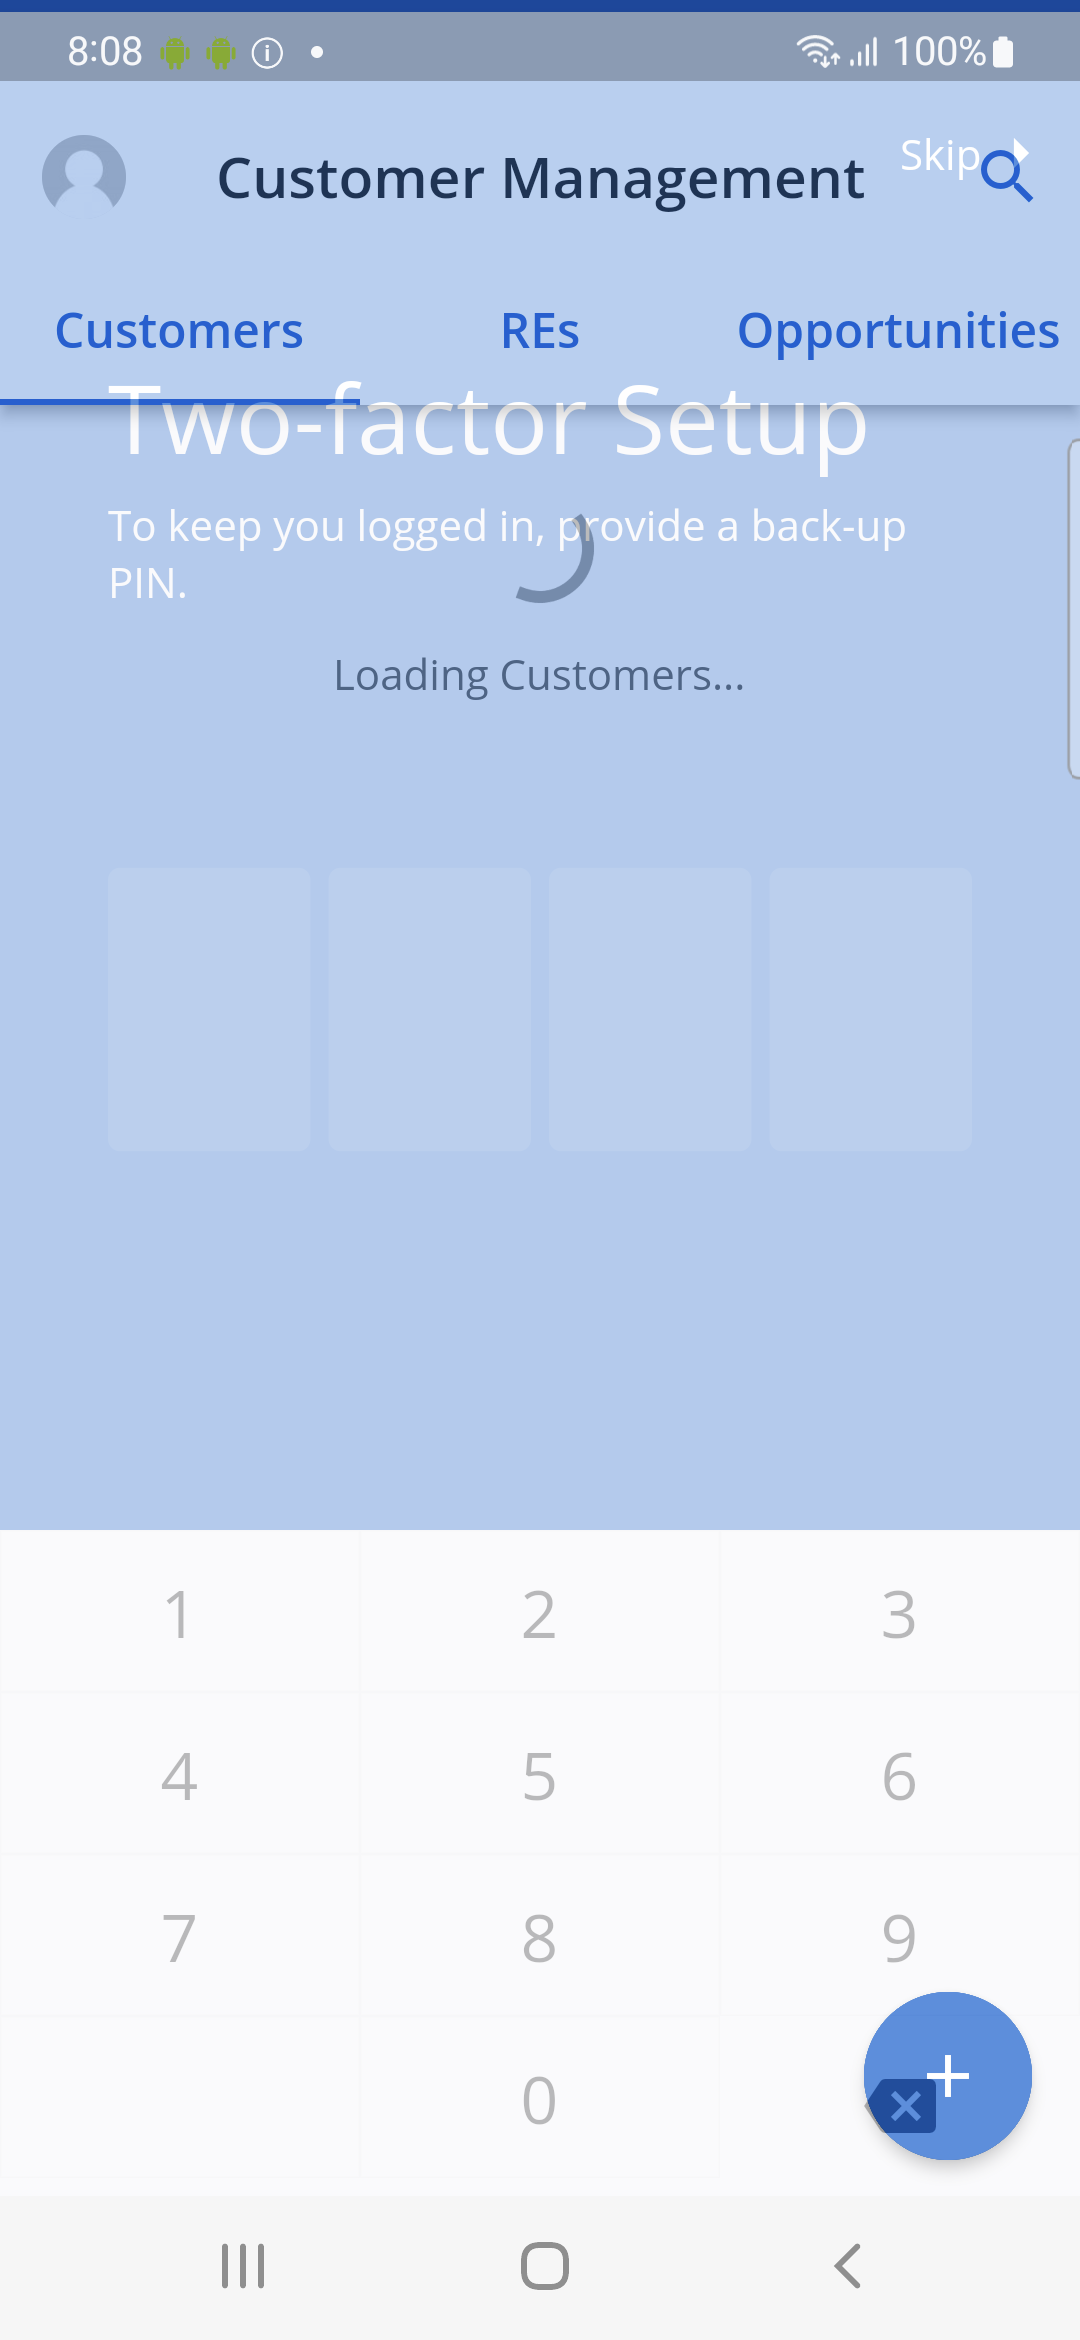 8:08 100%
Skip
Customer Management
Customers REs Opportunities
Two-factor Setup
To keep you logged in, provide a back-up
PIN.
Loading Customers...
1 2 3
4 5 6
7 8 9
0